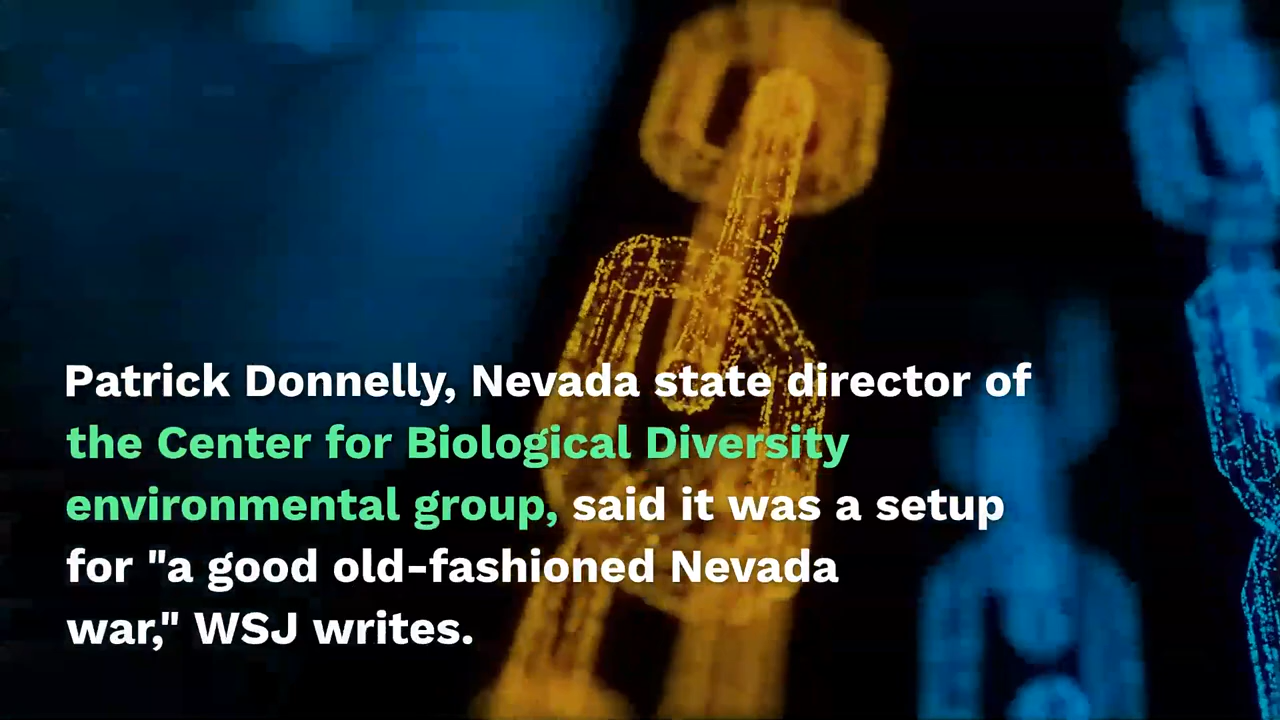 Patrick Donnelly, Nevada state director of
the Center for Biological Diversity
environmental group, said it was a setup
for "a good old-fashioned Nevada
war," WSJ writes.